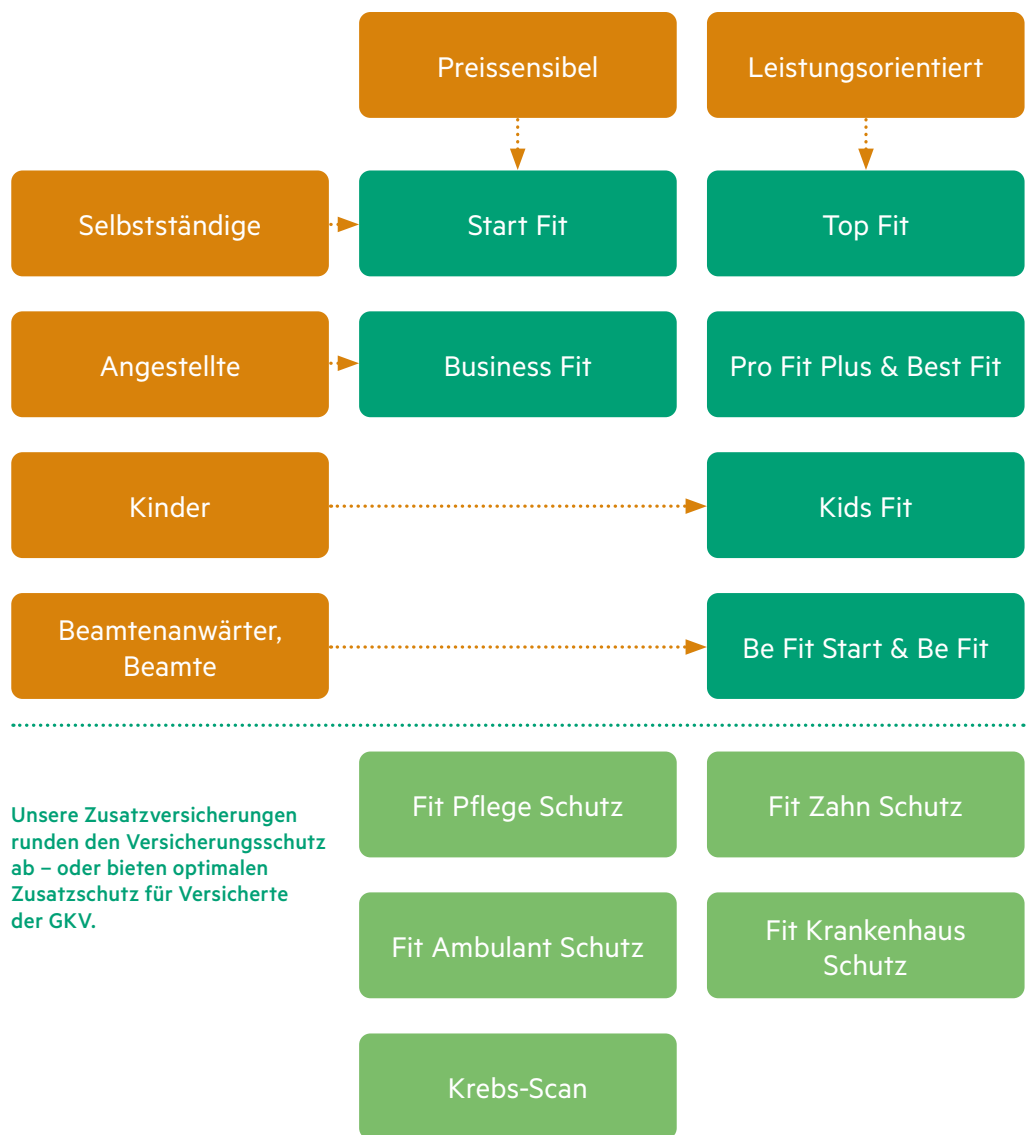 Preissensibel
Leistungsorientiert
Selbstständige
Start Fit
Top Fit
Angestellte
Business Fit
Pro Fit Plus & Best Fit
Kinder
Kids Fit
Beamtenanwärter,
Beamte
Be Fit Start & Be Fit
Unsere Zusatzversicherungen
runden den Versicherungsschutz
ab – oder bieten optimalen
Zusatzschutz für Versicherte
der GKV.
Fit Pflege Schutz
Fit Zahn Schutz
Fit Ambulant Schutz
Fit Krankenhaus
Schutz
Krebs-Scan